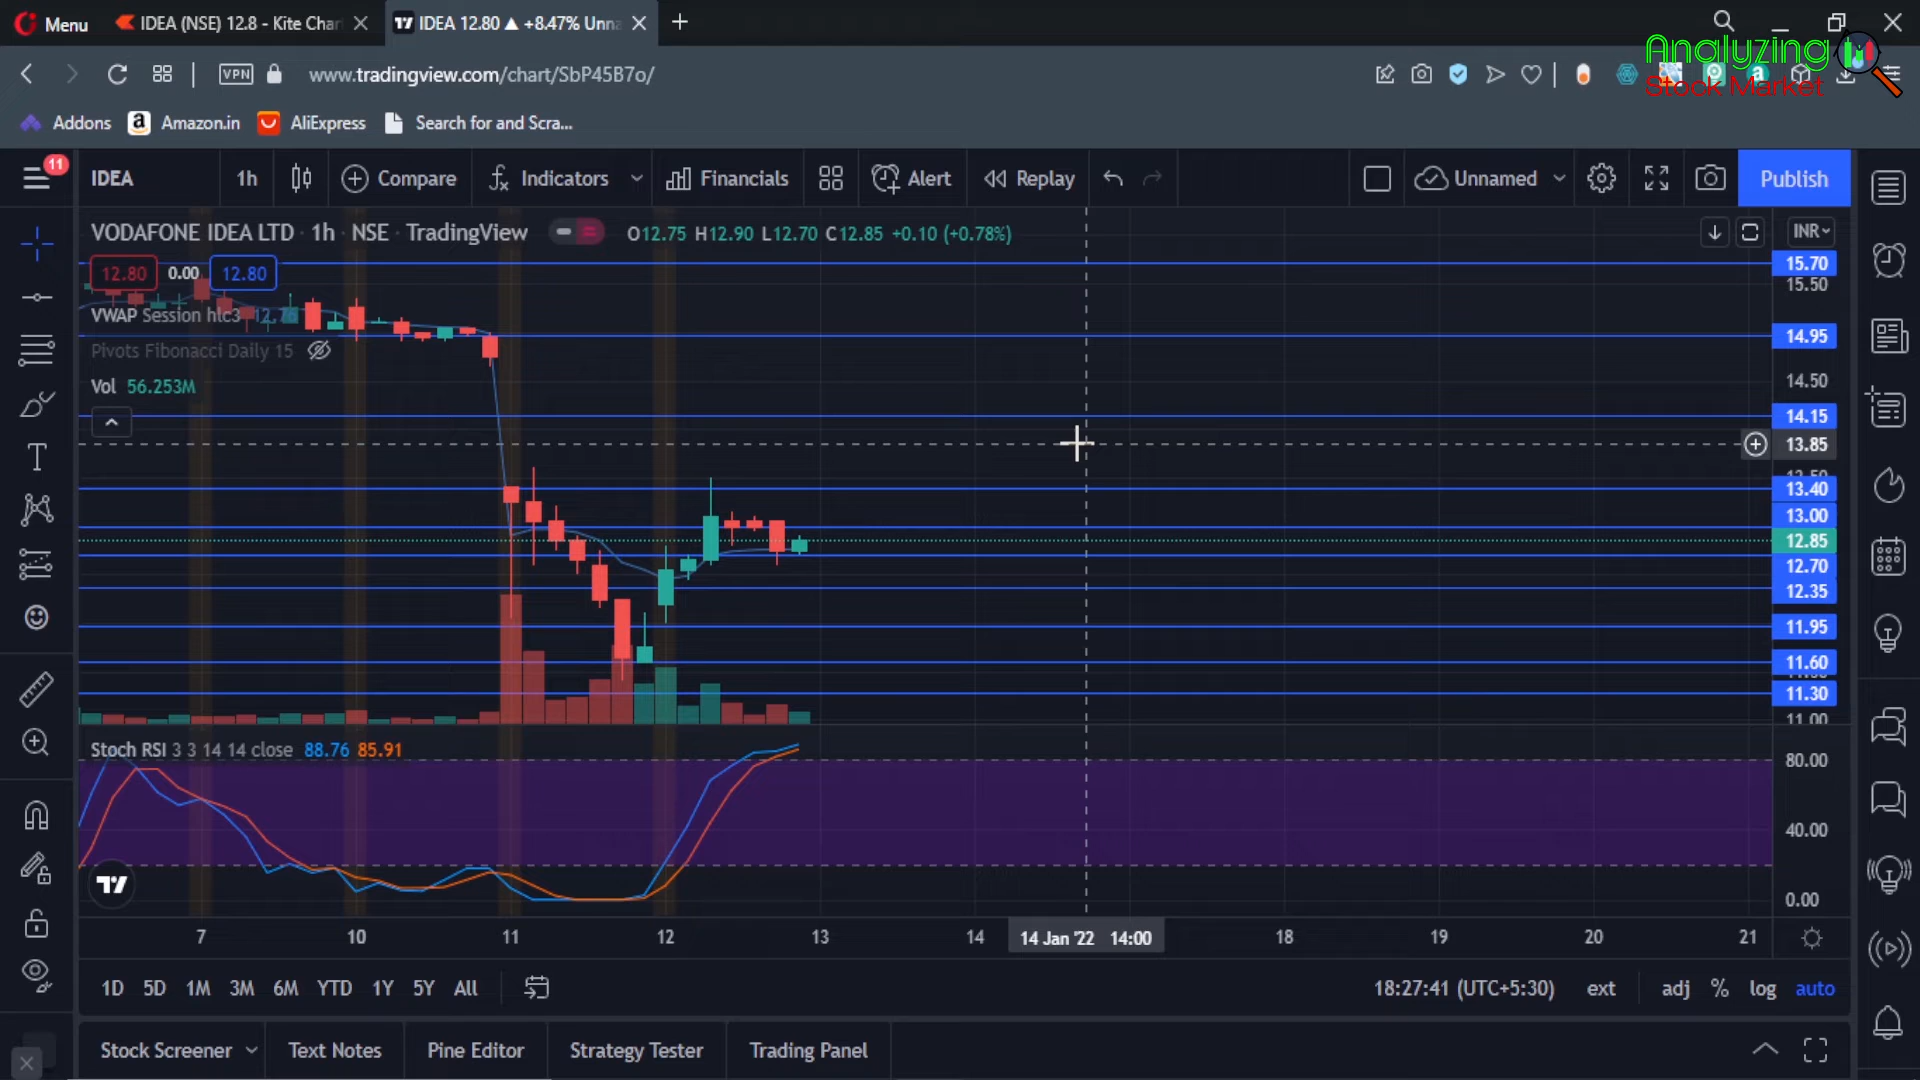 Menu
IDEA (NSE) 12.8 - Kite Char
IDEA 12.80 ▲ +8.47% Unna
Analyzing
Stock Market
VPN
www.tradingview.com/chart/SbP45B7o/
Addons
Amazon.in
AliExpress
Search for and Scra...
11
IDEA
1h
Compare
Indicators
Financials
Alert
Replay
Unnamed
Publish
VODAFONE IDEA LTD · 1h · NSE · TradingView
O12.75 H12.90 L12.70 C12.85 +0.10 (+0.78%)
INR
12.80 0.00 12.80
VWAP Session hlc3 12.76
Pivots Fibonacci Daily 15
Vol 56.253M
15.70
15.50
14.95
14.50
14.15
13.85
13.50
13.40
13.00
12.85
12.70
12.35
11.95
11.60
11.30
11.00
Stoch RSI 3 3 14 14 close 88.76 85.91
80.00
40.00
0.00
7 10 11 12 13 14 14 Jan '22 14:00 18 19 20 21
1D 5D 1M 3M 6M YTD 1Y 5Y All
18:27:41 (UTC+5:30) ext adj % log auto
Stock Screener
Text Notes
Pine Editor
Strategy Tester
Trading Panel